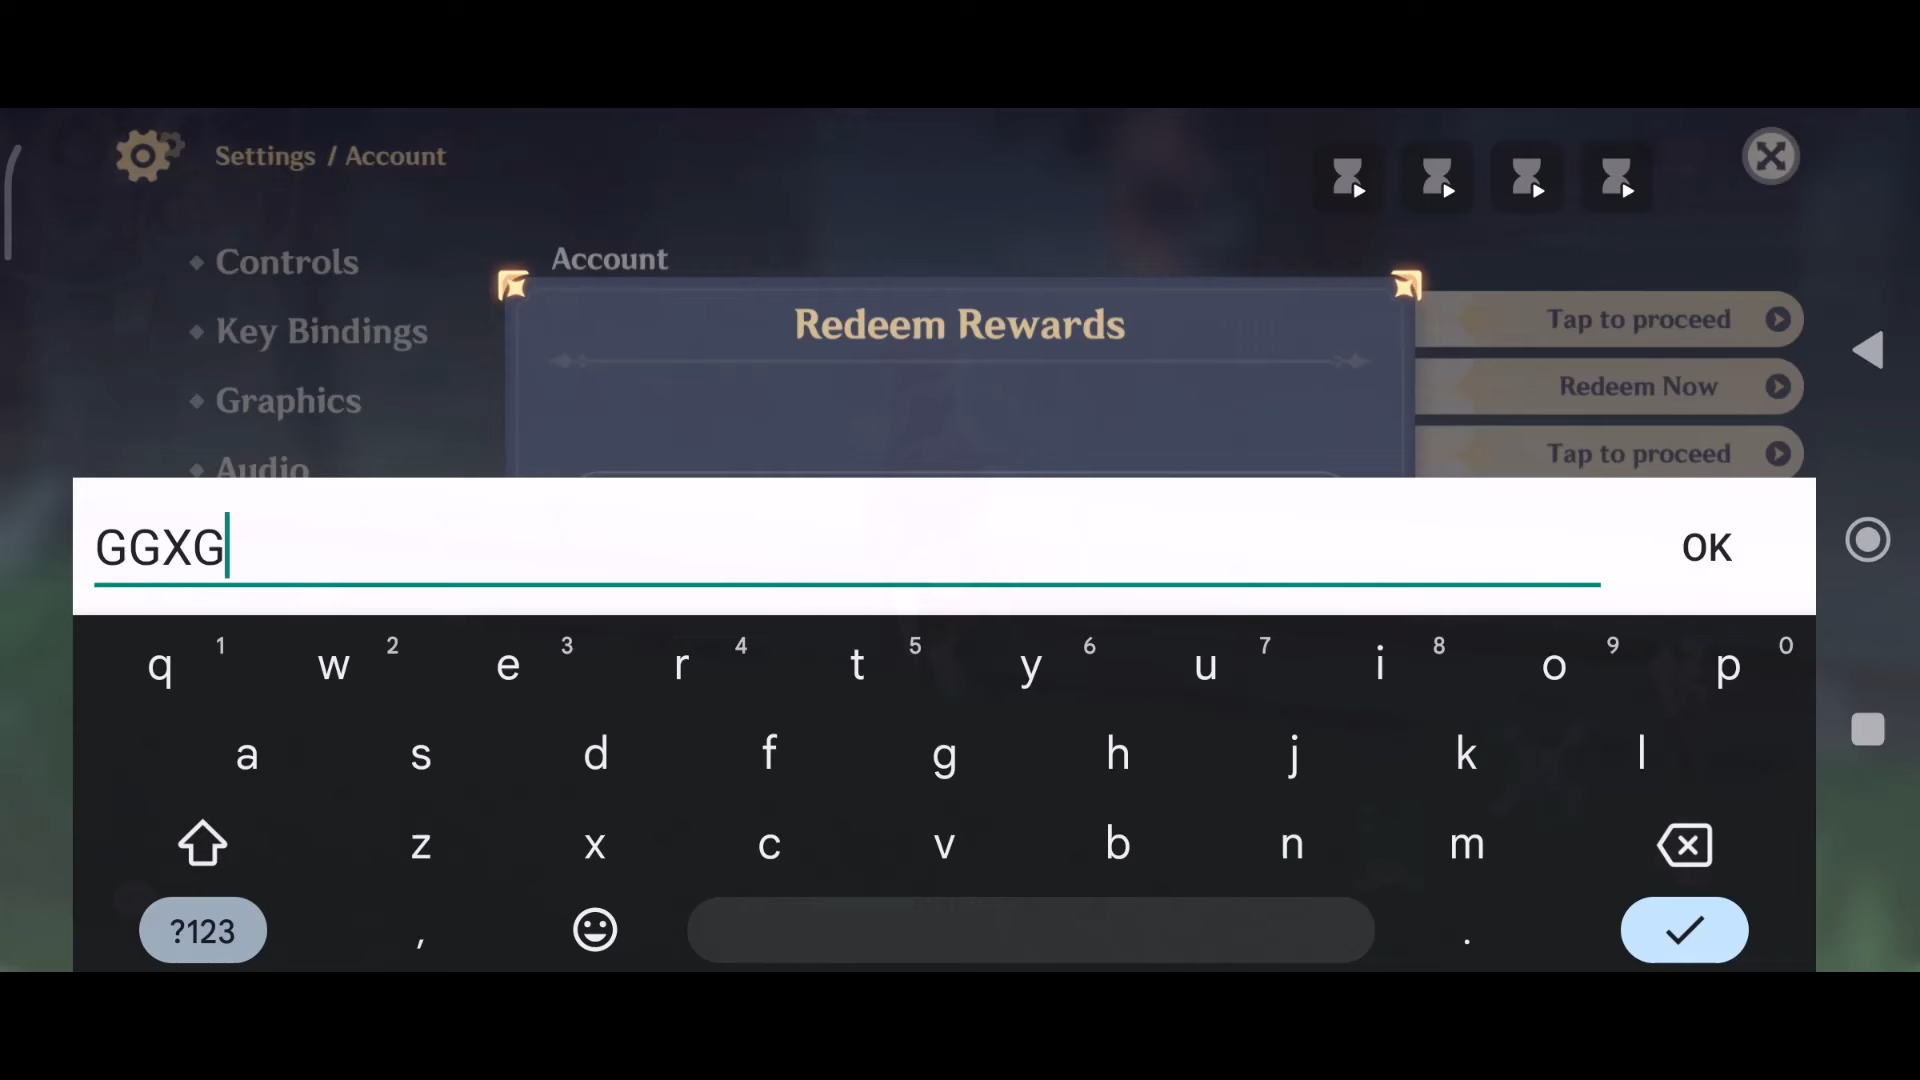 Settings / Account
Controls
Key Bindings
Graphics
Audio
Account
Redeem Rewards
Tap to proceed
Redeem Now
Tap to proceed
GGXG
OK
q 1 w 2 e 3 r 4 t 5 y 6 u 7 i 8 o 9 p 0
a s d f g h j k l
z x c v b n m
?123 , .